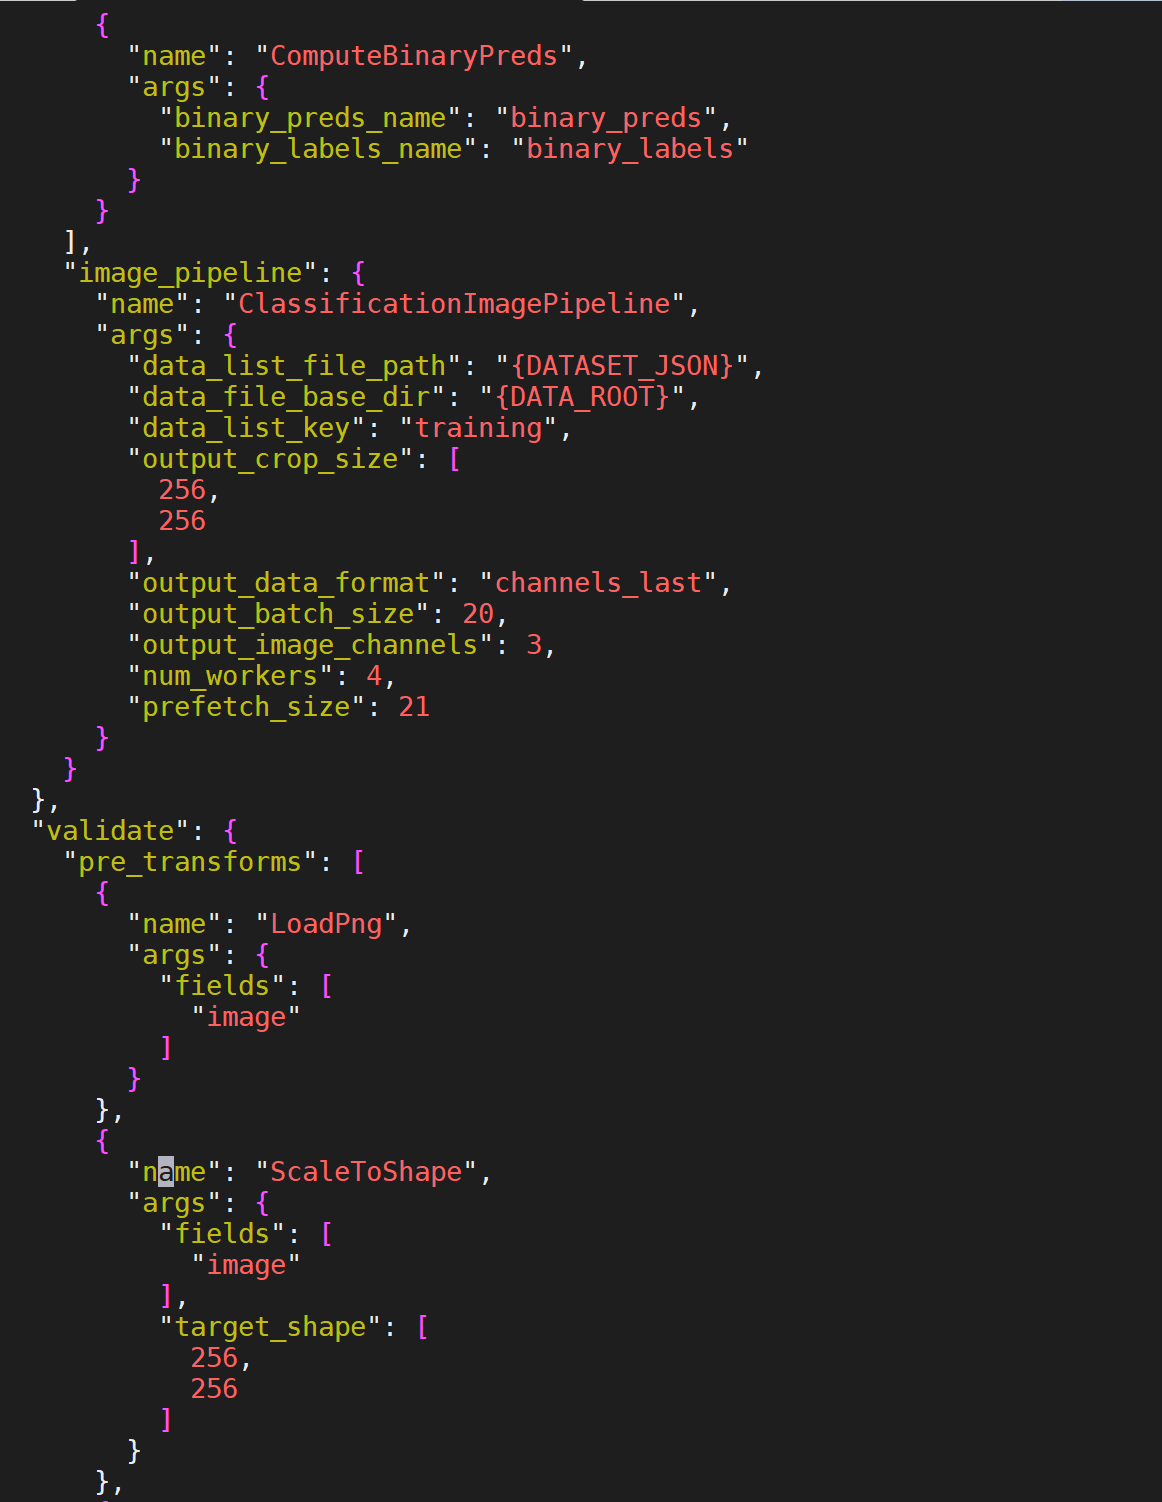 {
"name": "ComputeBinaryPreds",
"args": {
"binary_preds_name": "binary_preds",
"binary_labels_name": "binary_labels"
}
}
],
"image_pipeline": {
"name": "ClassificationImagePipeline",
"args": {
"data_list_file_path": "{DATASET_JSON}",
"data_file_base_dir": "{DATA_ROOT}",
"data_list_key": "training",
"output_crop_size": [
256,
256
],
"output_data_format": "channels_last",
"output_batch_size": 20,
"output_image_channels": 3,
"num_workers": 4,
"prefetch_size": 21
}
}
},
"validate": {
"pre_transforms": [
{
"name": "LoadPng",
"args": {
"fields": [
"image"
]
}
},
{
"name": "ScaleToShape",
"args": {
"fields": [
"image"
],
"target_shape": [
256,
256
]
}
},